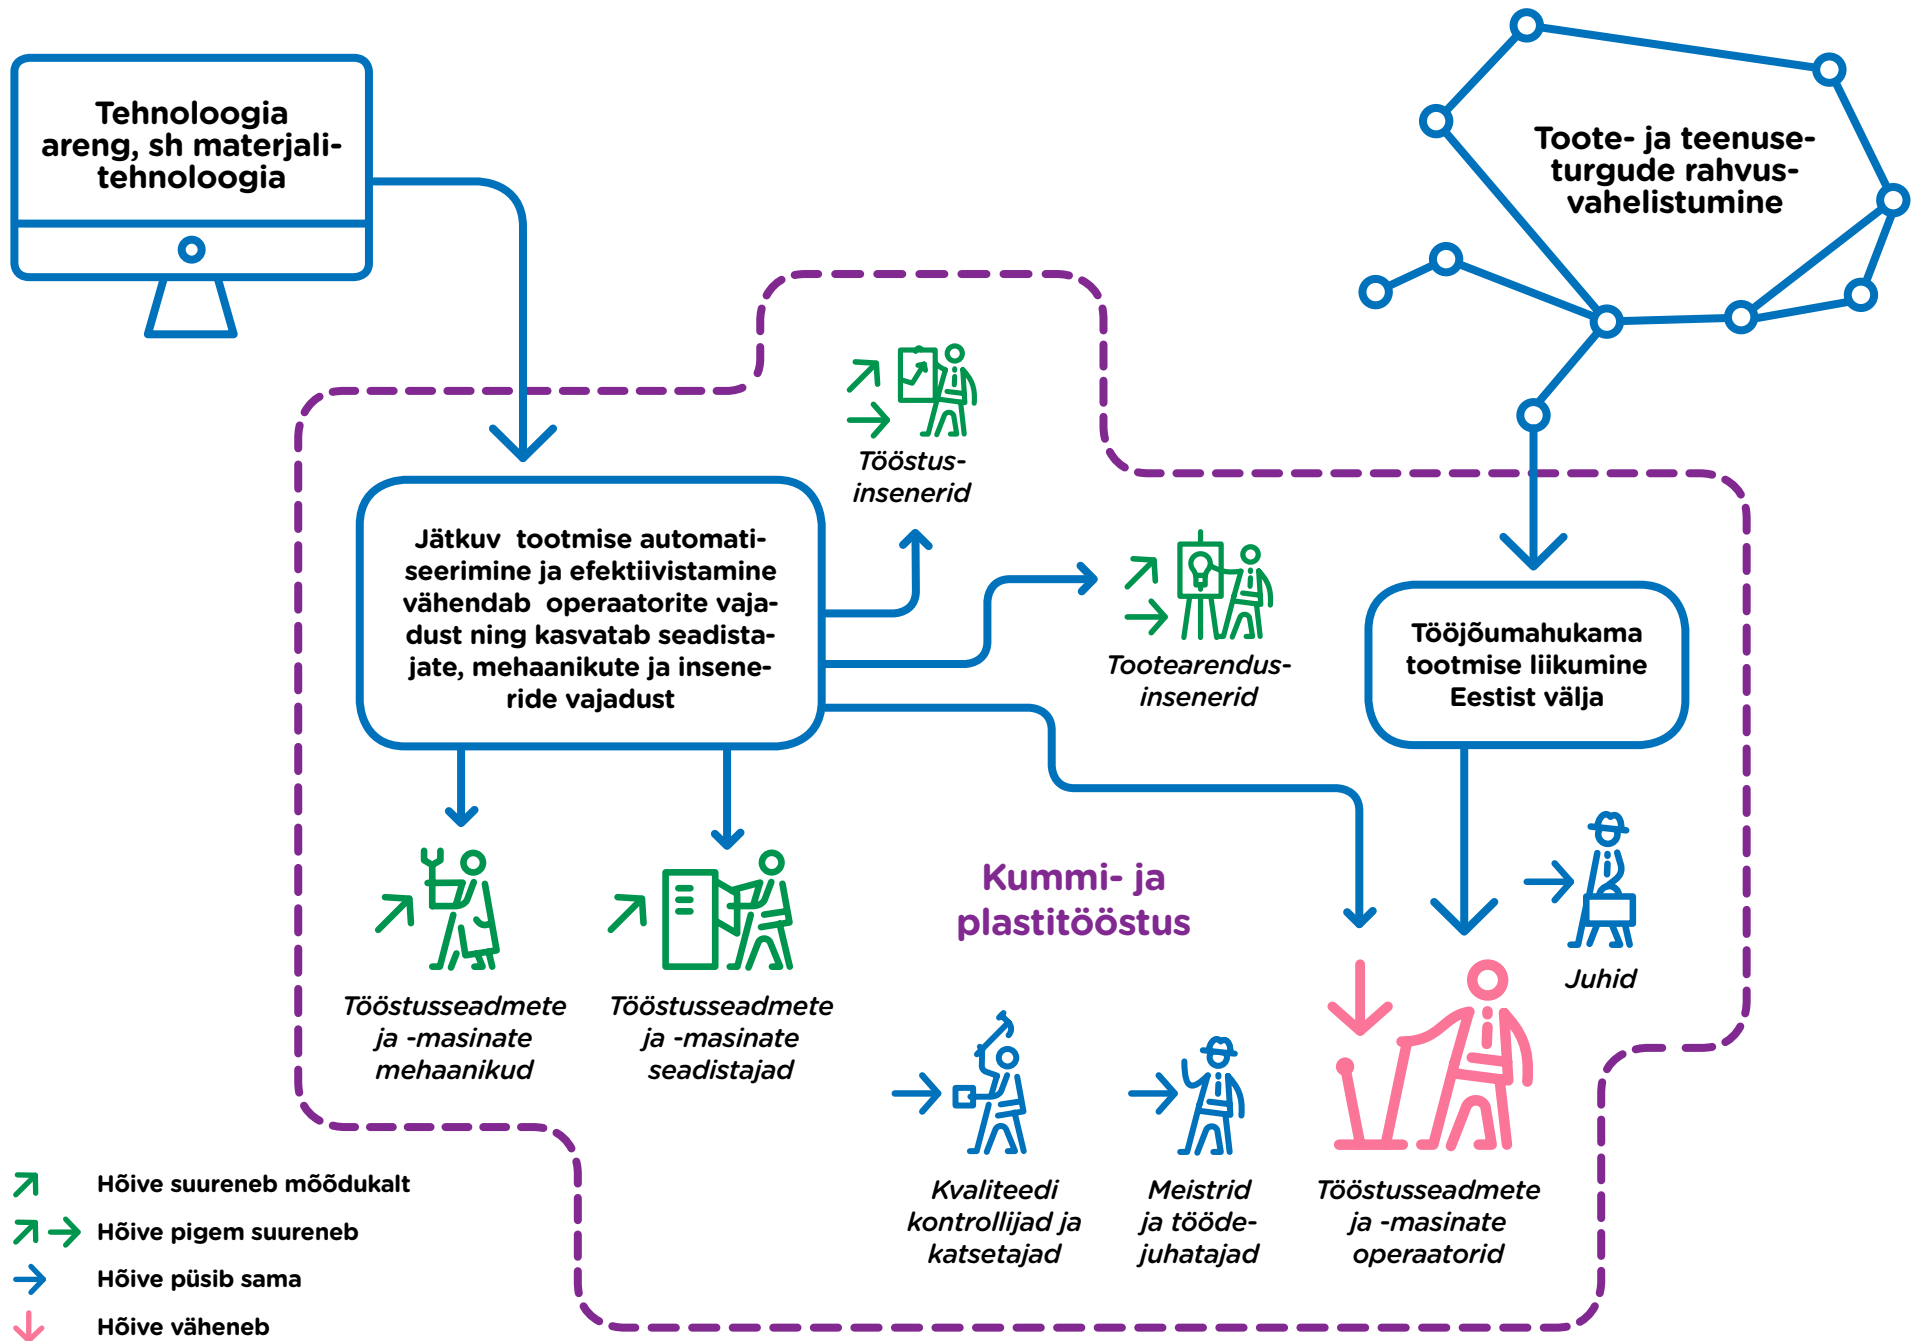 Tehnoloogia
areng, sh materjali-
tehnoloogia
Toote- ja teenuse-
turgude rahvus-
vahelistumine
Tööstus-
insenerid
Jätkuv tootmise automati-
seerimine ja efektiivistamine
vähendab operaatorite vaja-
dust ning kasvatab seadista-
jate, mehaanikute ja insene-
ride vajadust
Tootearendus-
insenerid
Tööjõumahukama
tootmise liikumine
Eestist välja
Kummi- ja
plastitööstus
Juhid
Tööstusseadmete
ja -masinate
mehaanikud
Tööstusseadmete
ja -masinate
seadistajad
Kvaliteedi
kontrollijad ja
katsetajad
Meistrid
ja tööde-
juhatajad
Tööstusseadmete
ja -masinate
operaatorid
Hõive suureneb mõõdukalt
Hõive pigem suureneb
Hõive püsib sama
Hõive väheneb